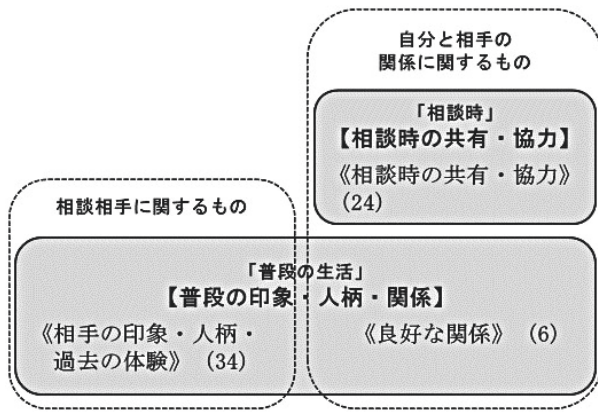 自分と相手の
関係に関するもの
「相談時」
【相談時の共有・協力】
《相談時の共有・協力》
(24)
相談相手に関するもの
「普段の生活」
【普段の印象・人柄・関係】
《相手の印象・人柄・
過去の体験》 (34)
《良好な関係》 (6)